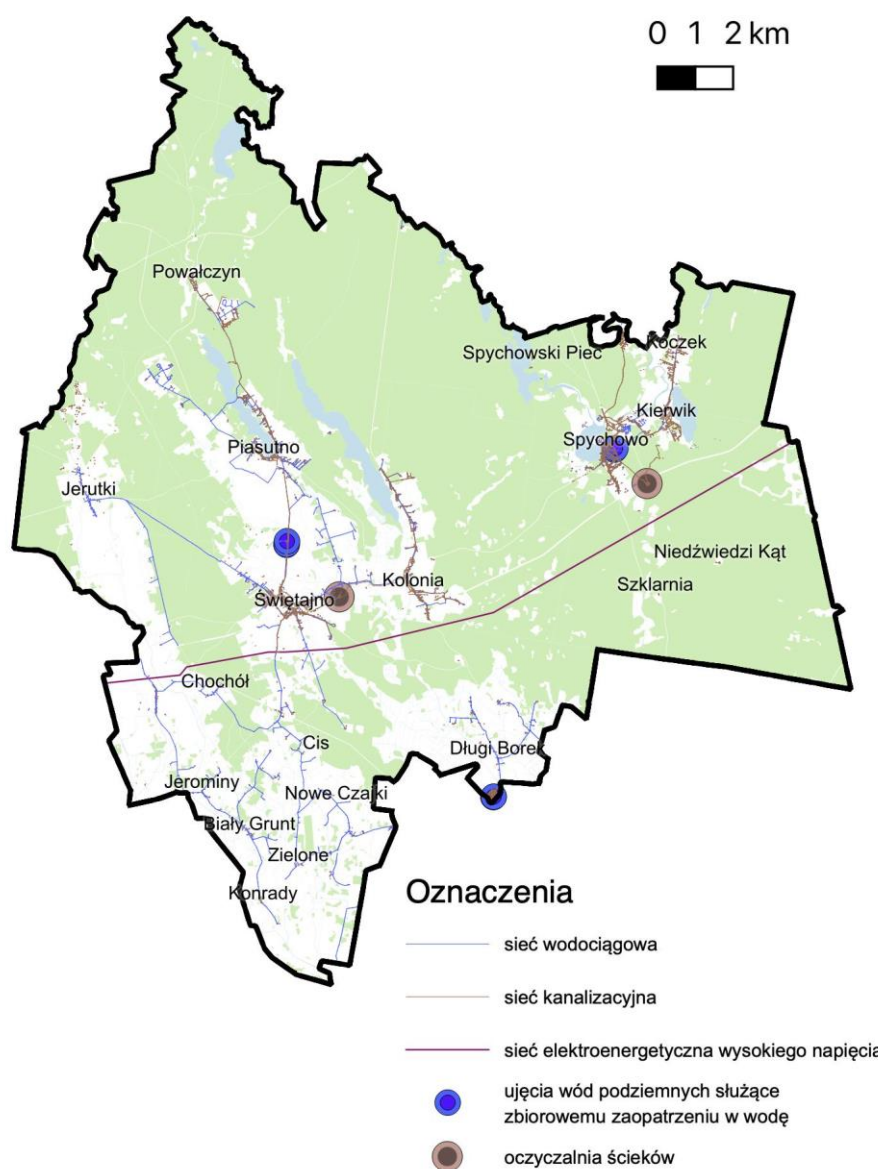 0 1 2 km
Powałczyn
Spychowski Piec
Koczek
Kierwik
Spychowo
Piasutno
Jerutki
Niedźwiedzi Kąt
Szklarnia
Kolonia
Świętajno
Chochół
Cis
Długi Borek
Jerominy
Nowe Czajki
Biały Grunt
Zielone
Konrady
Oznaczenia
sieć wodociągowa
sieć kanalizacyjna
sieć elektroenergetyczna wysokiego napięcia
ujęcia wód podziemnych służące
zbiorowemu zaopatrzeniu w wodę
oczyczalnia ścieków